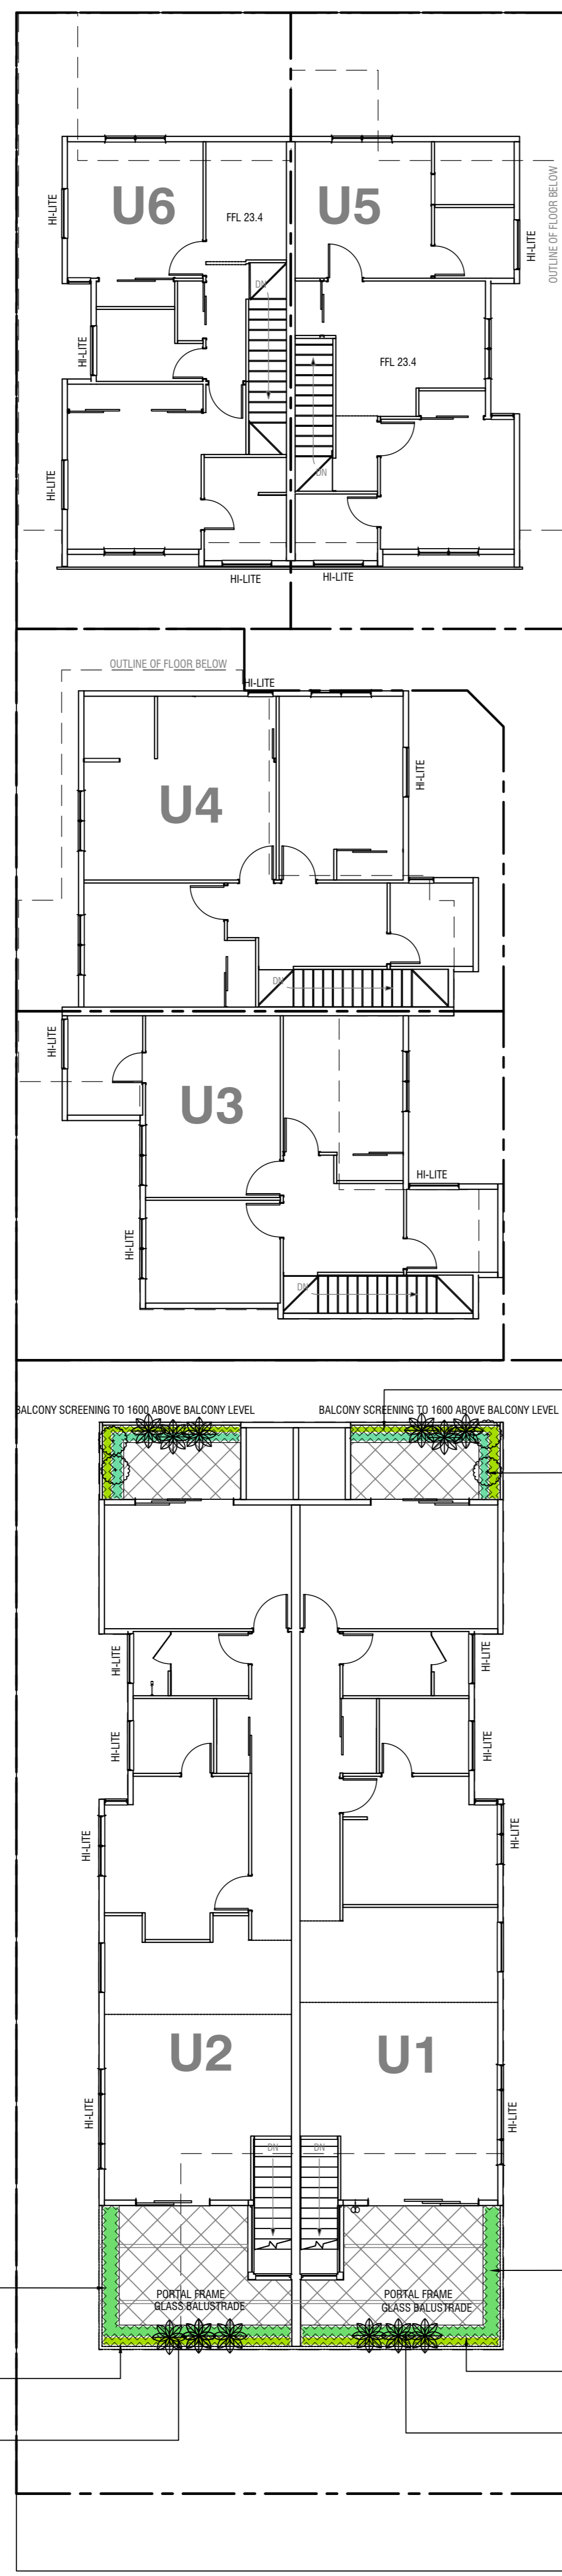 U6
FFL 23.4
U5
HI-LITE
OUTLINE OF FLOOR BELOW
HI-LITE
DN
HI-LITE
FFL 23.4
HI-LITE
DN
HI-LITE
HI-LITE
OUTLINE OF FLOOR BELOW
HI-LITE
HI-LITE
U4
DN
HI-LITE
U3
HI-LITE
HI-LITE
DN
BALCONY SCREENING TO 1600 ABOVE BALCONY LEVEL
BALCONY SCREENING TO 1600 ABOVE BALCONY LEVEL
HI-LITE
HI-LITE
HI-LITE
HI-LITE
HI-LITE
HI-LITE
U2
U1
HI-LITE
HI-LITE
DN
DN
PORTAL FRAME
GLASS BALUSTRADE
PORTAL FRAME
GLASS BALUSTRADE